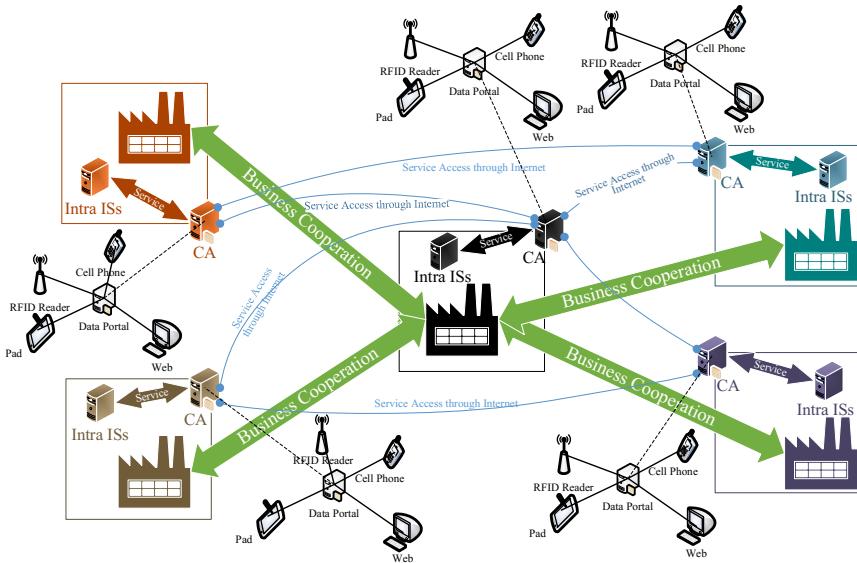 RFID Reader
Cell Phone
Data Portal
Pad
Web
RFID Reader
Cell Phone
Data Portal
Pad
Web
Intra ISs
Service
CA
Business Cooperation
Service Access through Internet
Service Access through Internet
Service Access through
Internet
CA
Service
Intra ISs
Cell Phone
RFID Reader
Data Portal
Pad
Web
Service Access
through Internet
Intra ISs
Service
CA
Business Cooperation
Intra ISs
Service
CA
Business Cooperation
Service Access through Internet
Business Cooperation
CA
Service
Intra ISs
RFID Reader
Cell Phone
Data Portal
Pad
Web
RFID Reader
Cell Phone
Data Portal
Pad
Web